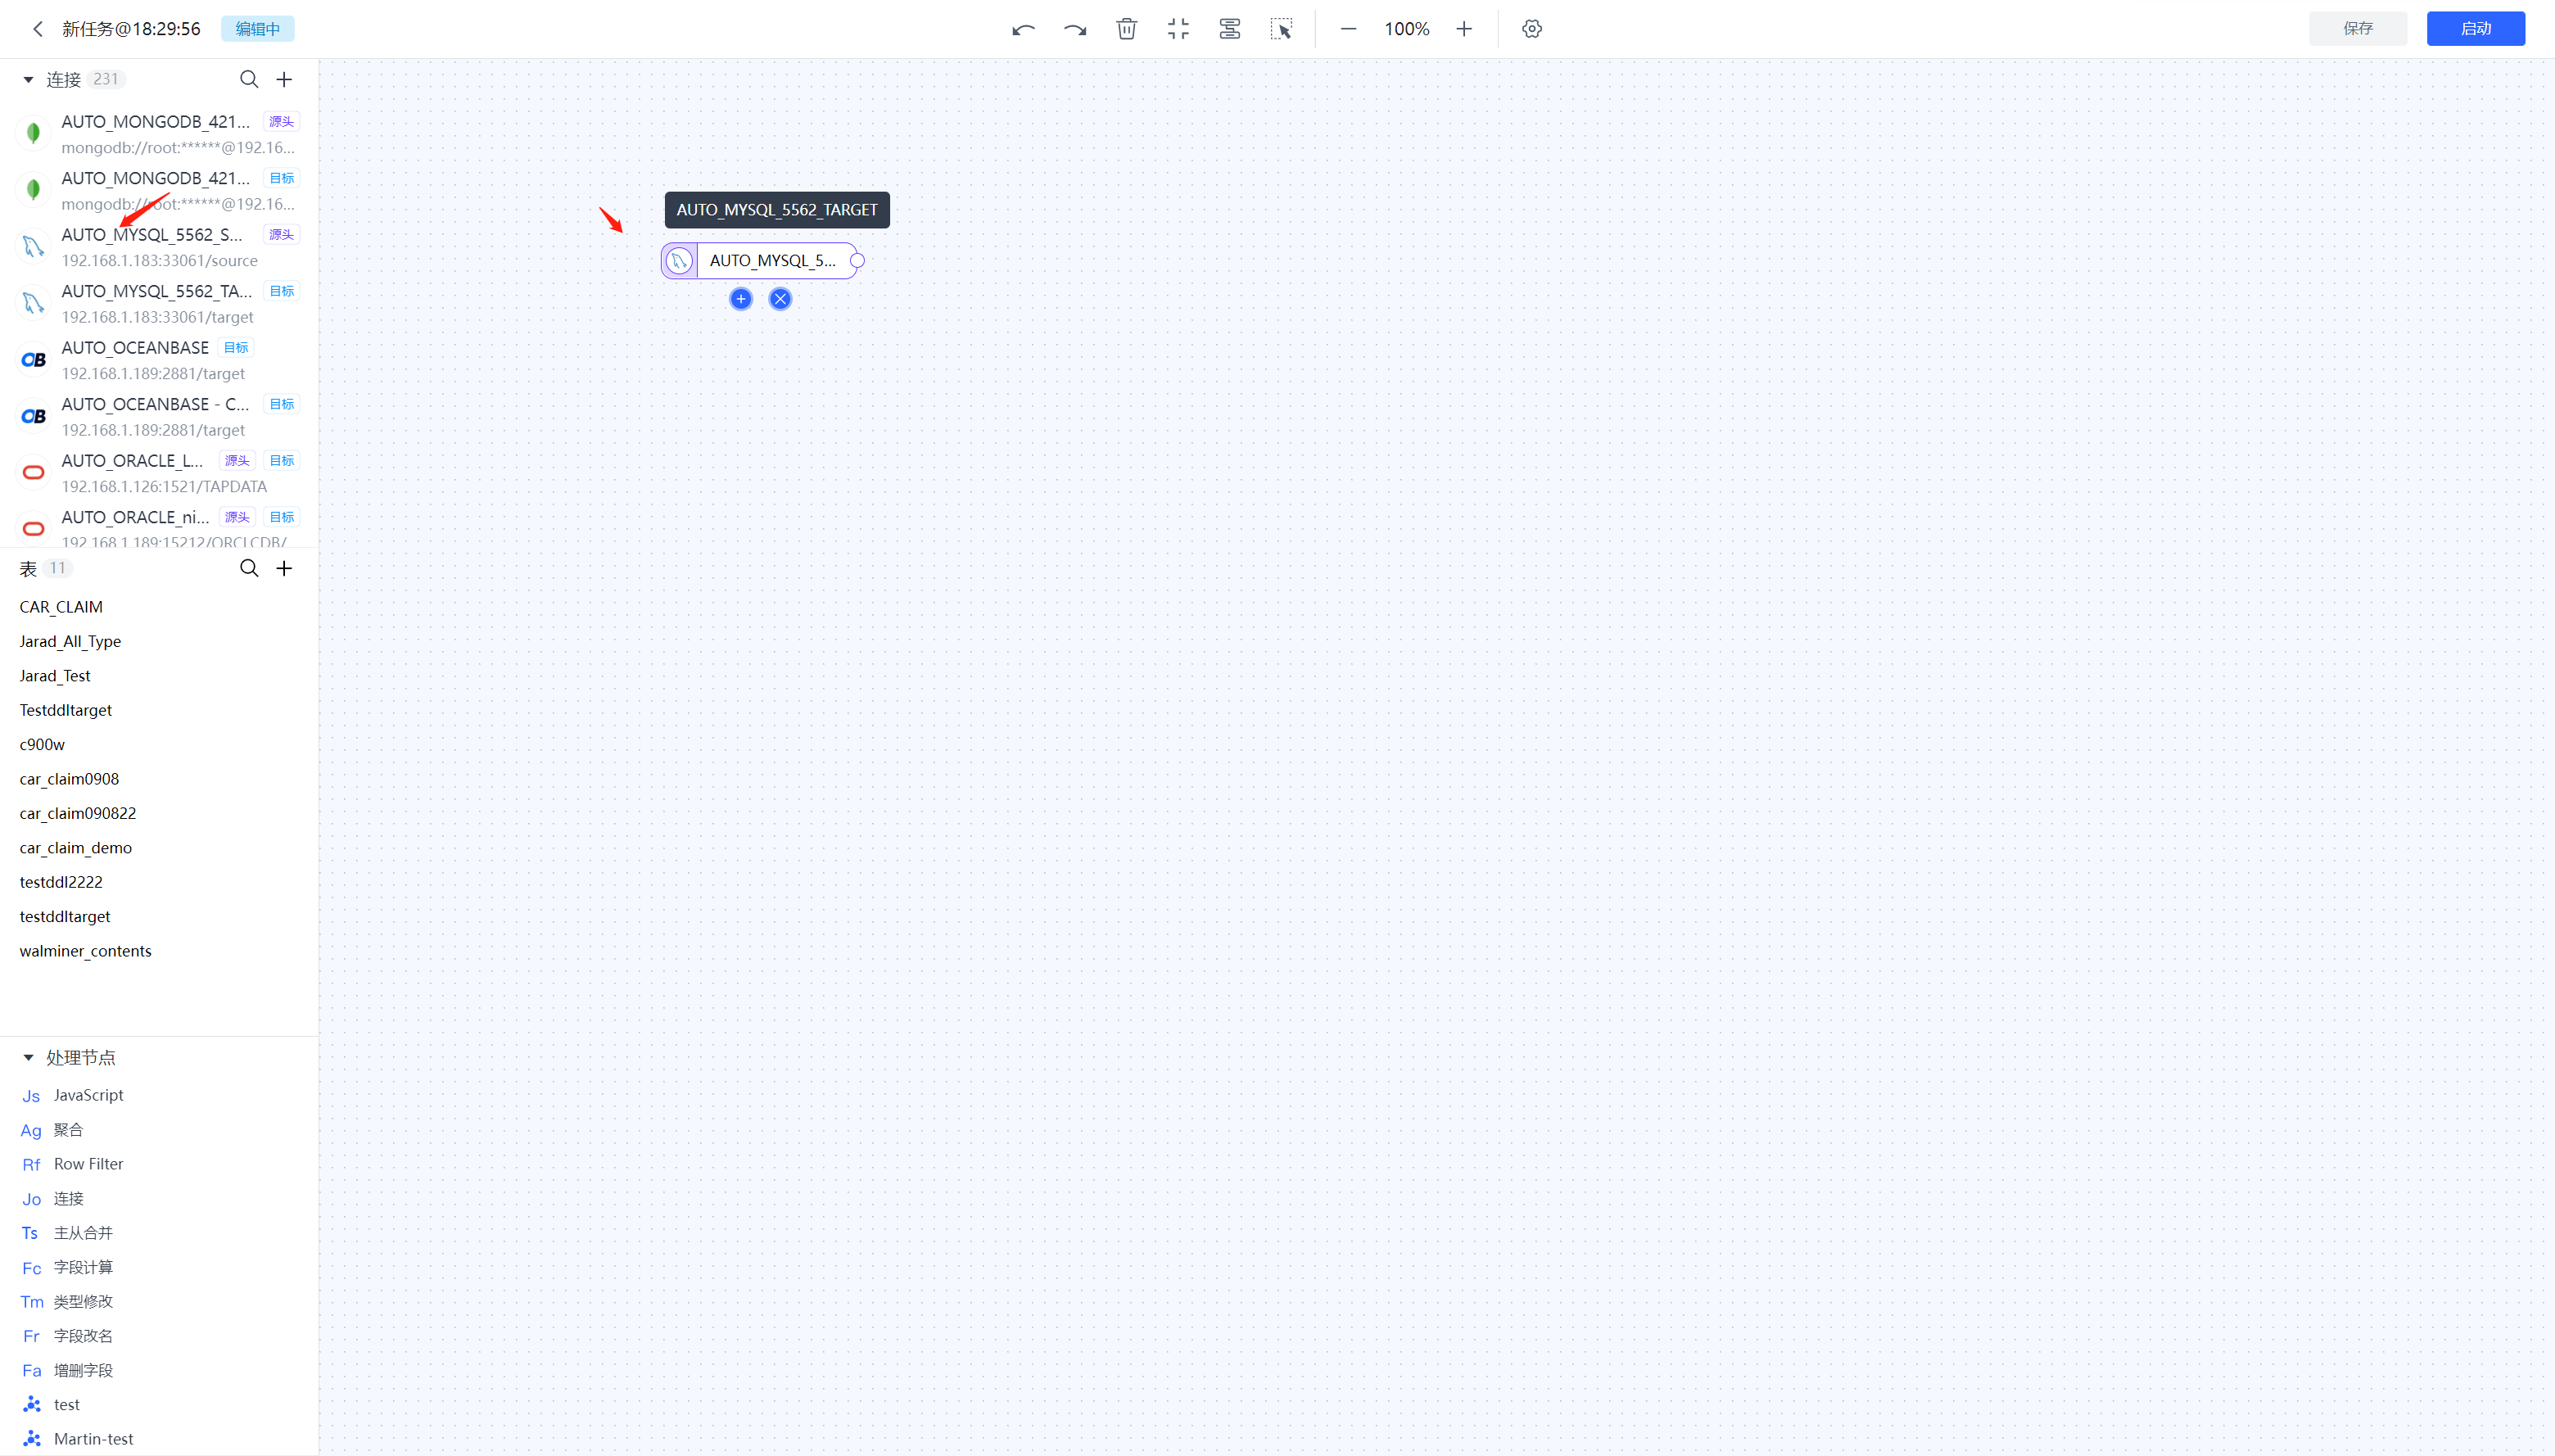 新任务@18:29:56 编辑中 100% 保存 启动
连接 231
AUTO_MONGODB_421... 源头
mongodb://root:******@192.16...
AUTO_MONGODB_421... 目标
mongodb://root:******@192.16...
AUTO_MYSQL_5562_S... 源头
192.168.1.183:33061/source
AUTO_MYSQL_5562_TA... 目标
192.168.1.183:33061/target
AUTO_OCEANBASE 目标
192.168.1.189:2881/target
AUTO_OCEANBASE - C... 目标
192.168.1.189:2881/target
AUTO_ORACLE_L... 源头 目标
192.168.1.126:1521/TAPDATA
AUTO_ORACLE_ni... 源头 目标
192.168.1.189:15212/ORCLCDB/
表 11
CAR_CLAIM
Jarad_All_Type
Jarad_Test
Testddltarget
c900w
car_claim0908
car_claim090822
car_claim_demo
testddl2222
testddltarget
walminer_contents
处理节点
Js JavaScript
Ag 聚合
Rf Row Filter
Jo 连接
Ts 主从合并
Fc 字段计算
Tm 类型修改
Fr 字段改名
Fa 增删字段
test
Martin-test
AUTO_MYSQL_5562_TARGET
AUTO_MYSQL_5...